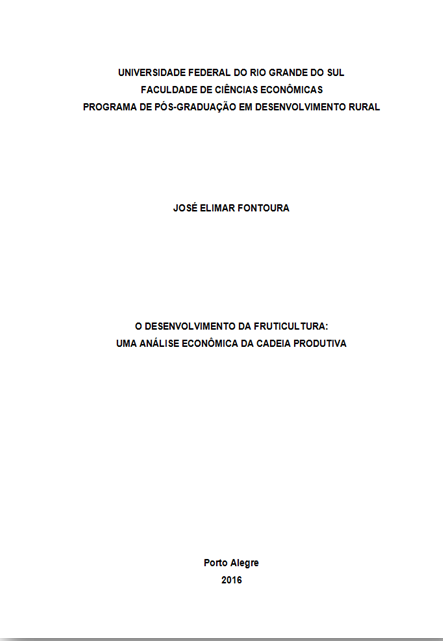 UNIVERSIDADE FEDERAL DO RIO GRANDE DO SUL
FACULDADE DE CIÊNCIAS ECONÔMICAS
PROGRAMA DE PÓS-GRADUAÇÃO EM DESENVOLVIMENTO RURAL
JOSÉ ELIMAR FONTOURA
O DESENVOLVIMENTO DA FRUTICULTURA:
UMA ANÁLISE ECONÔMICA DA CADEIA PRODUTIVA
Porto Alegre
2016